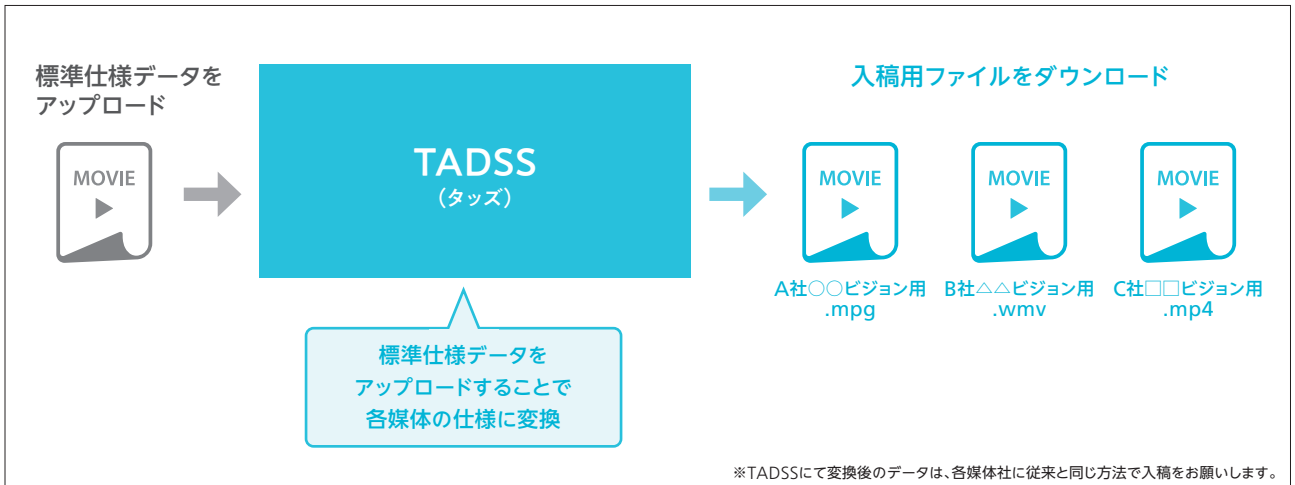 標準仕様データを
アップロード
MOVIE
TADSS
(タッズ)
標準仕様データを
アップロードすることで
各媒体の仕様に変換
入稿用ファイルをダウンロード
MOVIE
A社○○ビジョン用
.mpg
MOVIE
B社△△ビジョン用
.wmv
MOVIE
C社□□ビジョン用
.mp4
※TADSSにて変換後のデータは、各媒体社に従来と同じ方法で入稿をお願いします。